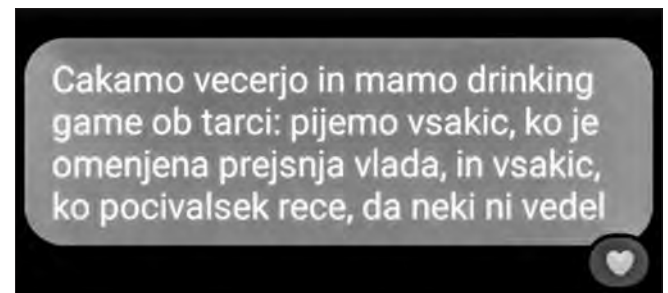 Cakamo vecerjo in mamo drinking
game ob tarci: pijemo vsakic, ko je
omenjena prejsnja vlada, in vsakic,
ko pocivalsek rece, da neki ni vedel